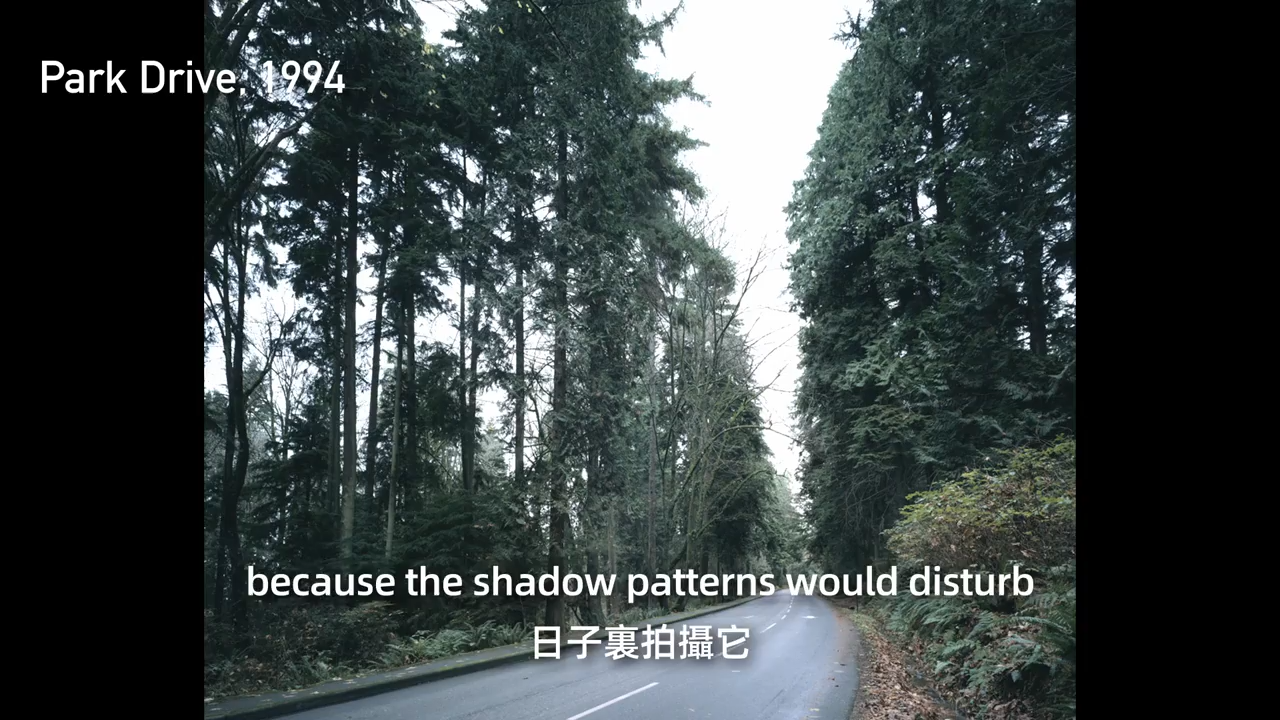 Park Drive, 1994
because the shadow patterns would disturb
日子裏拍攝它